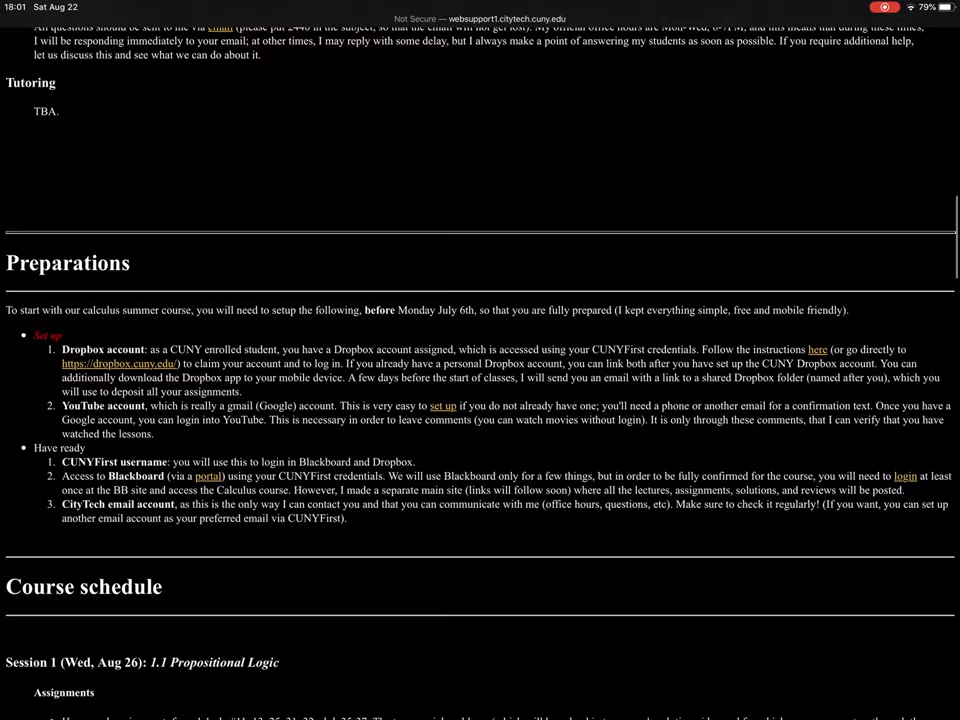 18:01 Sat Aug 22 79%
Not Secure — websupport1.citytech.cuny.edu
I will be responding immediately to your email; at other times, I may reply with some delay, but I always make a point of answering my students as soon as possible. If you require additional help,
let us discuss this and see what we can do about it.
Tutoring
TBA.
Preparations
To start with our calculus summer course, you will need to setup the following, before Monday July 6th, so that you are fully prepared (I kept everything simple, free and mobile friendly).
Set up
1. Dropbox account: as a CUNY enrolled student, you have a Dropbox account assigned, which is accessed using your CUNYFirst credentials. Follow the instructions here (or go directly to
https://dropbox.cuny.edu/) to claim your account and to log in. If you already have a personal Dropbox account, you can link both after you have set up the CUNY Dropbox account. You can
additionally download the Dropbox app to your mobile device. A few days before the start of classes, I will send you an email with a link to a shared Dropbox folder (named after you), which you
will use to deposit all your assignments.
2. YouTube account, which is really a gmail (Google) account. This is very easy to set up if you do not already have one; you'll need a phone or another email for a confirmation text. Once you have a
Google account, you can login into YouTube. This is necessary in order to leave comments (you can watch movies without login). It is only through these comments, that I can verify that you have
watched the lessons.
Have ready
1. CUNYFirst username: you will use this to login in Blackboard and Dropbox.
2. Access to Blackboard (via a portal) using your CUNYFirst credentials. We will use Blackboard only for a few things, but in order to be fully confirmed for the course, you will need to login at least
once at the BB site and access the Calculus course. However, I made a separate main site (links will follow soon) where all the lectures, assignments, solutions, and reviews will be posted.
3. CityTech email account, as this is the only way I can contact you and that you can communicate with me (office hours, questions, etc). Make sure to check it regularly! (If you want, you can set up
another email account as your preferred email via CUNYFirst).
Course schedule
Session 1 (Wed, Aug 26): 1.1 Propositional Logic
Assignments